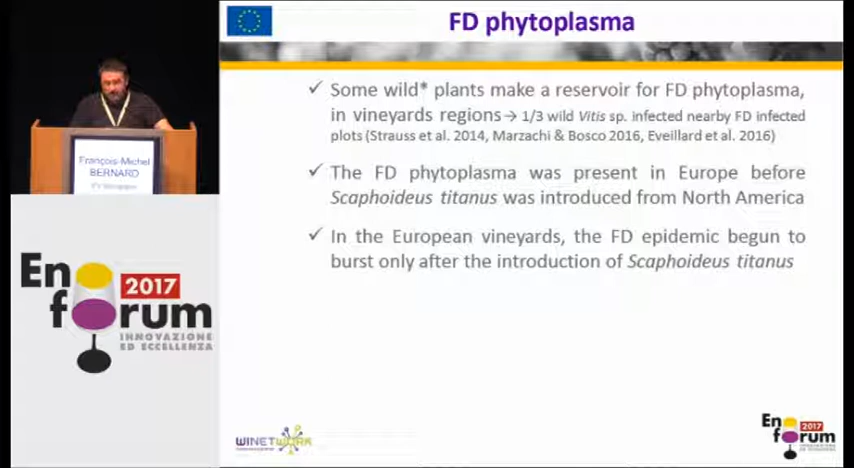 FD phytoplasma
✓ Some wild* plants make a reservoir for FD phytoplasma,
in vineyards regions → 1/3 wild Vitis sp. infected nearby FD infected
plots (Strauss et al. 2014, Marzachi & Bosco 2016, Eveillard et al. 2016)
✓ The FD phytoplasma was present in Europe before
Scaphoideus titanus was introduced from North America
✓ In the European vineyards, the FD epidemic begun to
burst only after the introduction of Scaphoideus titanus
François-Michel
BERNARD
En
2017
forum
INNOVAZIONE
ED ECCELLENZA
WINETWORK
En
2017
forum